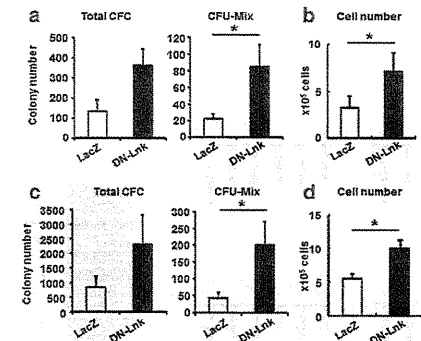 a Total CFC CFU-Mix b Cell number
Colony number 500 400 300 200 100 0 LacZ DN-Lnk
120 100 80 60 40 20 0 * LacZ DN-Lnk
x10⁵ cells 10 5 0 * LacZ DN-Lnk
c Total CFC CFU-Mix d Cell number
Colony number 3500 3000 2500 2000 1500 1000 500 0 LacZ DN-Lnk
300 250 200 150 100 50 0 * LacZ DN-Lnk
x10⁵ cells 15 10 5 0 * LacZ DN-Lnk